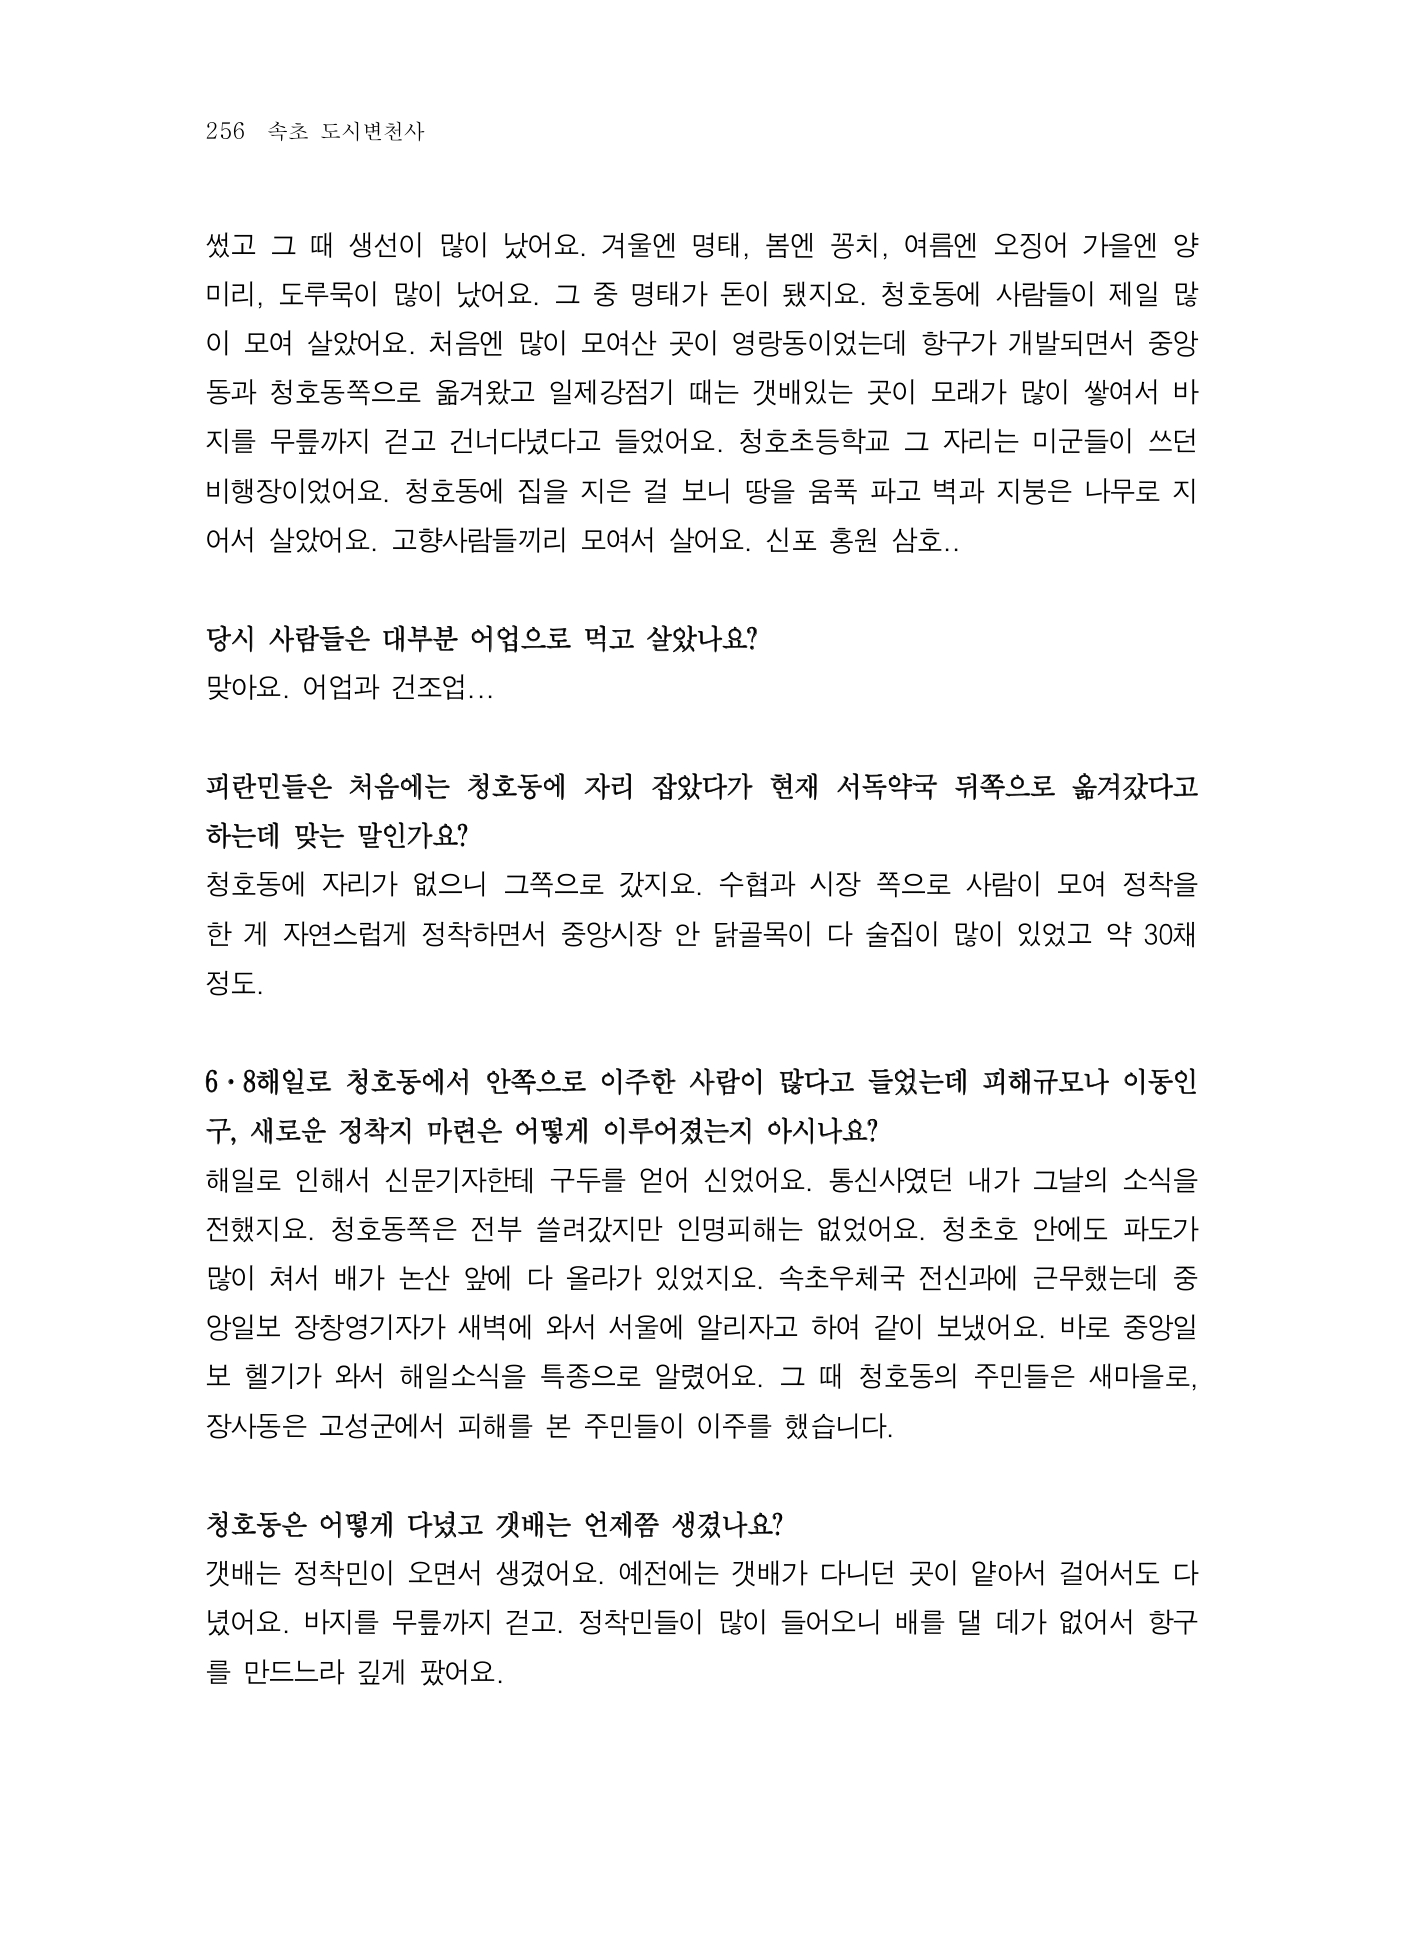 256 속초 도시변천사
썼고 그 때 생선이 많이 났어요. 겨울엔 명태, 봄엔 꽁치, 여름엔 오징어 가을엔 양
미리, 도루묵이 많이 났어요. 그 중 명태가 돈이 됐지요. 청호동에 사람들이 제일 많
이 모여 살았어요. 처음엔 많이 모여산 곳이 영랑동이었는데 항구가 개발되면서 중앙
동과 청호동쪽으로 옮겨왔고 일제강점기 때는 갯배있는 곳이 모래가 많이 쌓여서 바
지를 무릎까지 걷고 건너다녔다고 들었어요. 청호초등학교 그 자리는 미군들이 쓰던
비행장이었어요. 청호동에 집을 지은 걸 보니 땅을 움푹 파고 벽과 지붕은 나무로 지
어서 살았어요. 고향사람들끼리 모여서 살어요. 신포 홍원 삼호..
당시 사람들은 대부분 어업으로 먹고 살았나요?
맞아요. 어업과 건조업...
피란민들은 처음에는 청호동에 자리 잡았다가 현재 서독약국 뒤쪽으로 옮겨갔다고
하는데 맞는 말인가요?
청호동에 자리가 없으니 그쪽으로 갔지요. 수협과 시장 쪽으로 사람이 모여 정착을
한 게 자연스럽게 정착하면서 중앙시장 안 닭골목이 다 술집이 많이 있었고 약 30채
정도.
6·8해일로 청호동에서 안쪽으로 이주한 사람이 많다고 들었는데 피해규모나 이동인
구, 새로운 정착지 마련은 어떻게 이루어졌는지 아시나요?
해일로 인해서 신문기자한테 구두를 얻어 신었어요. 통신사였던 내가 그날의 소식을
전했지요. 청호동쪽은 전부 쓸려갔지만 인명피해는 없었어요. 청초호 안에도 파도가
많이 쳐서 배가 논산 앞에 다 올라가 있었지요. 속초우체국 전신과에 근무했는데 중
앙일보 장창영기자가 새벽에 와서 서울에 알리자고 하여 같이 보냈어요. 바로 중앙일
보 헬기가 와서 해일소식을 특종으로 알렸어요. 그 때 청호동의 주민들은 새마을로,
장사동은 고성군에서 피해를 본 주민들이 이주를 했습니다.
청호동은 어떻게 다녔고 갯배는 언제쯤 생겼나요?
갯배는 정착민이 오면서 생겼어요. 예전에는 갯배가 다니던 곳이 얕아서 걸어서도 다
녔어요. 바지를 무릎까지 걷고. 정착민들이 많이 들어오니 배를 댈 데가 없어서 항구
를 만드느라 깊게 팠어요.